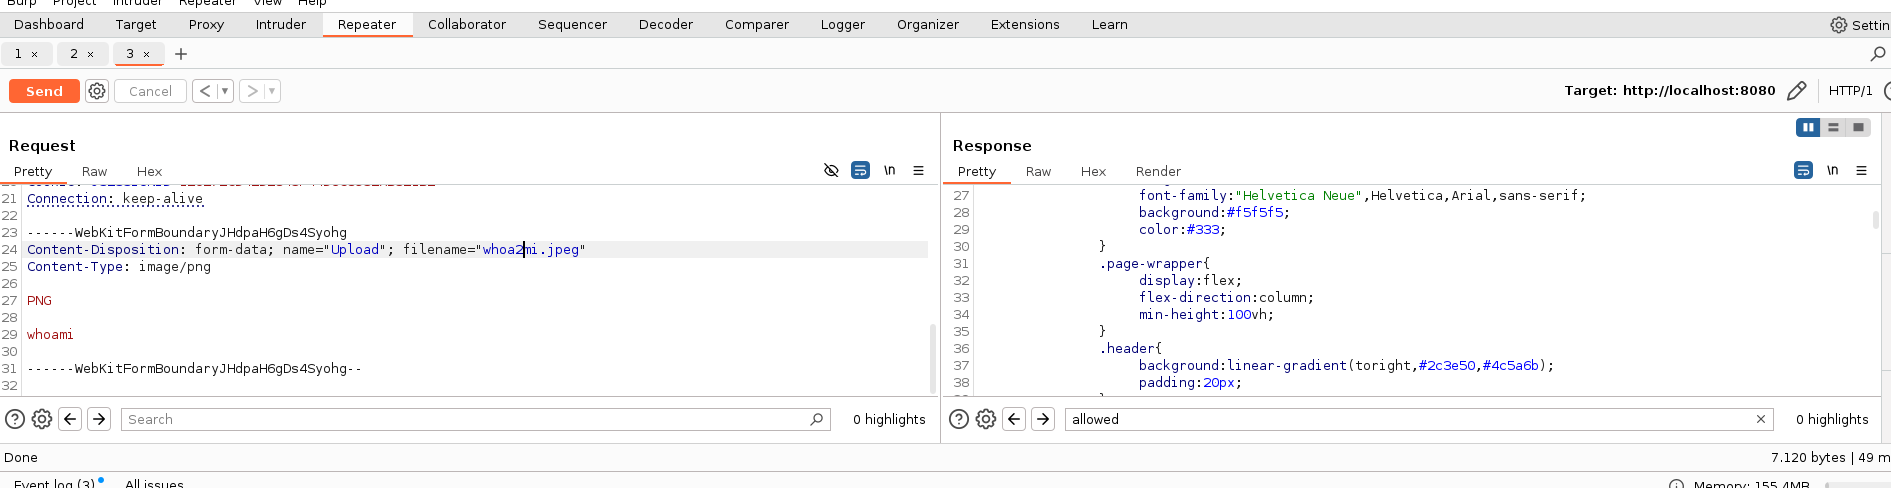 Burp Project Intruder Repeater View Help
Dashboard Target Proxy Intruder Repeater Collaborator Sequencer Decoder Comparer Logger Organizer Extensions Learn Settin
1 × 2 × 3 × +
Send Cancel < > Target: http://localhost:8080 HTTP/1
Request
Pretty Raw Hex \n
21 Connection: keep-alive
22
23 ------WebKitFormBoundaryJHdpaH6gDs4Syohg
24 Content-Disposition: form-data; name="Upload"; filename="whoa2mi.jpeg"
25 Content-Type: image/png
26
27 PNG
28
29 whoami
30
31 ------WebKitFormBoundaryJHdpaH6gDs4Syohg--
32
Search 0 highlights
Response
Pretty Raw Hex Render \n
27 font-family:"Helvetica Neue",Helvetica,Arial,sans-serif;
28 background:#f5f5f5;
29 color:#333;
30 }
31 .page-wrapper{
32 display:flex;
33 flex-direction:column;
34 min-height:100vh;
35 }
36 .header{
37 background:linear-gradient(toright,#2c3e50,#4c5a6b);
38 padding:20px;
allowed 0 highlights
Done 7.120 bytes | 49 m
Event log (3) All issues Memory: 155.4MB